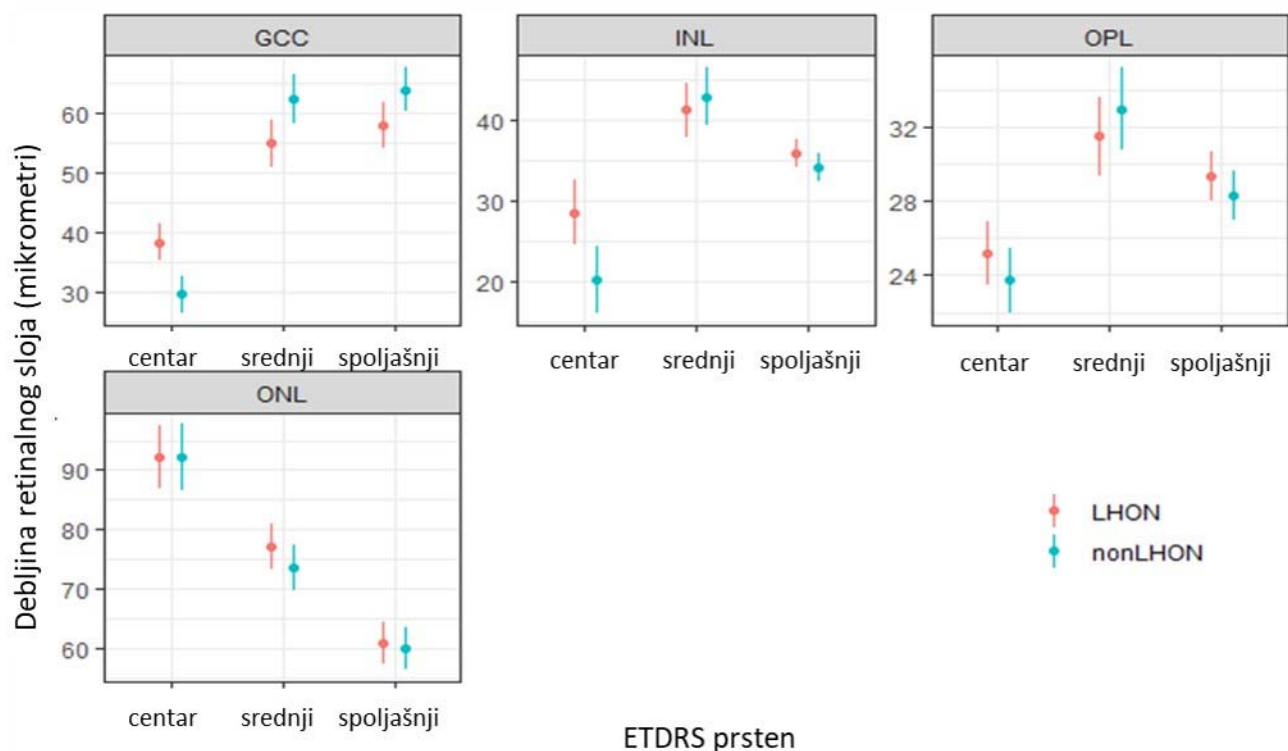 GCC
INL
OPL
60
50
40
30
40
30
20
32
28
24
centar srednji spoljašnji
centar srednji spoljašnji
centar srednji spoljašnji
Debljina retinalnog sloja (mikrometri)
ONL
90
80
70
60
centar srednji spoljašnji
LHON
nonLHON
ETDRS prsten